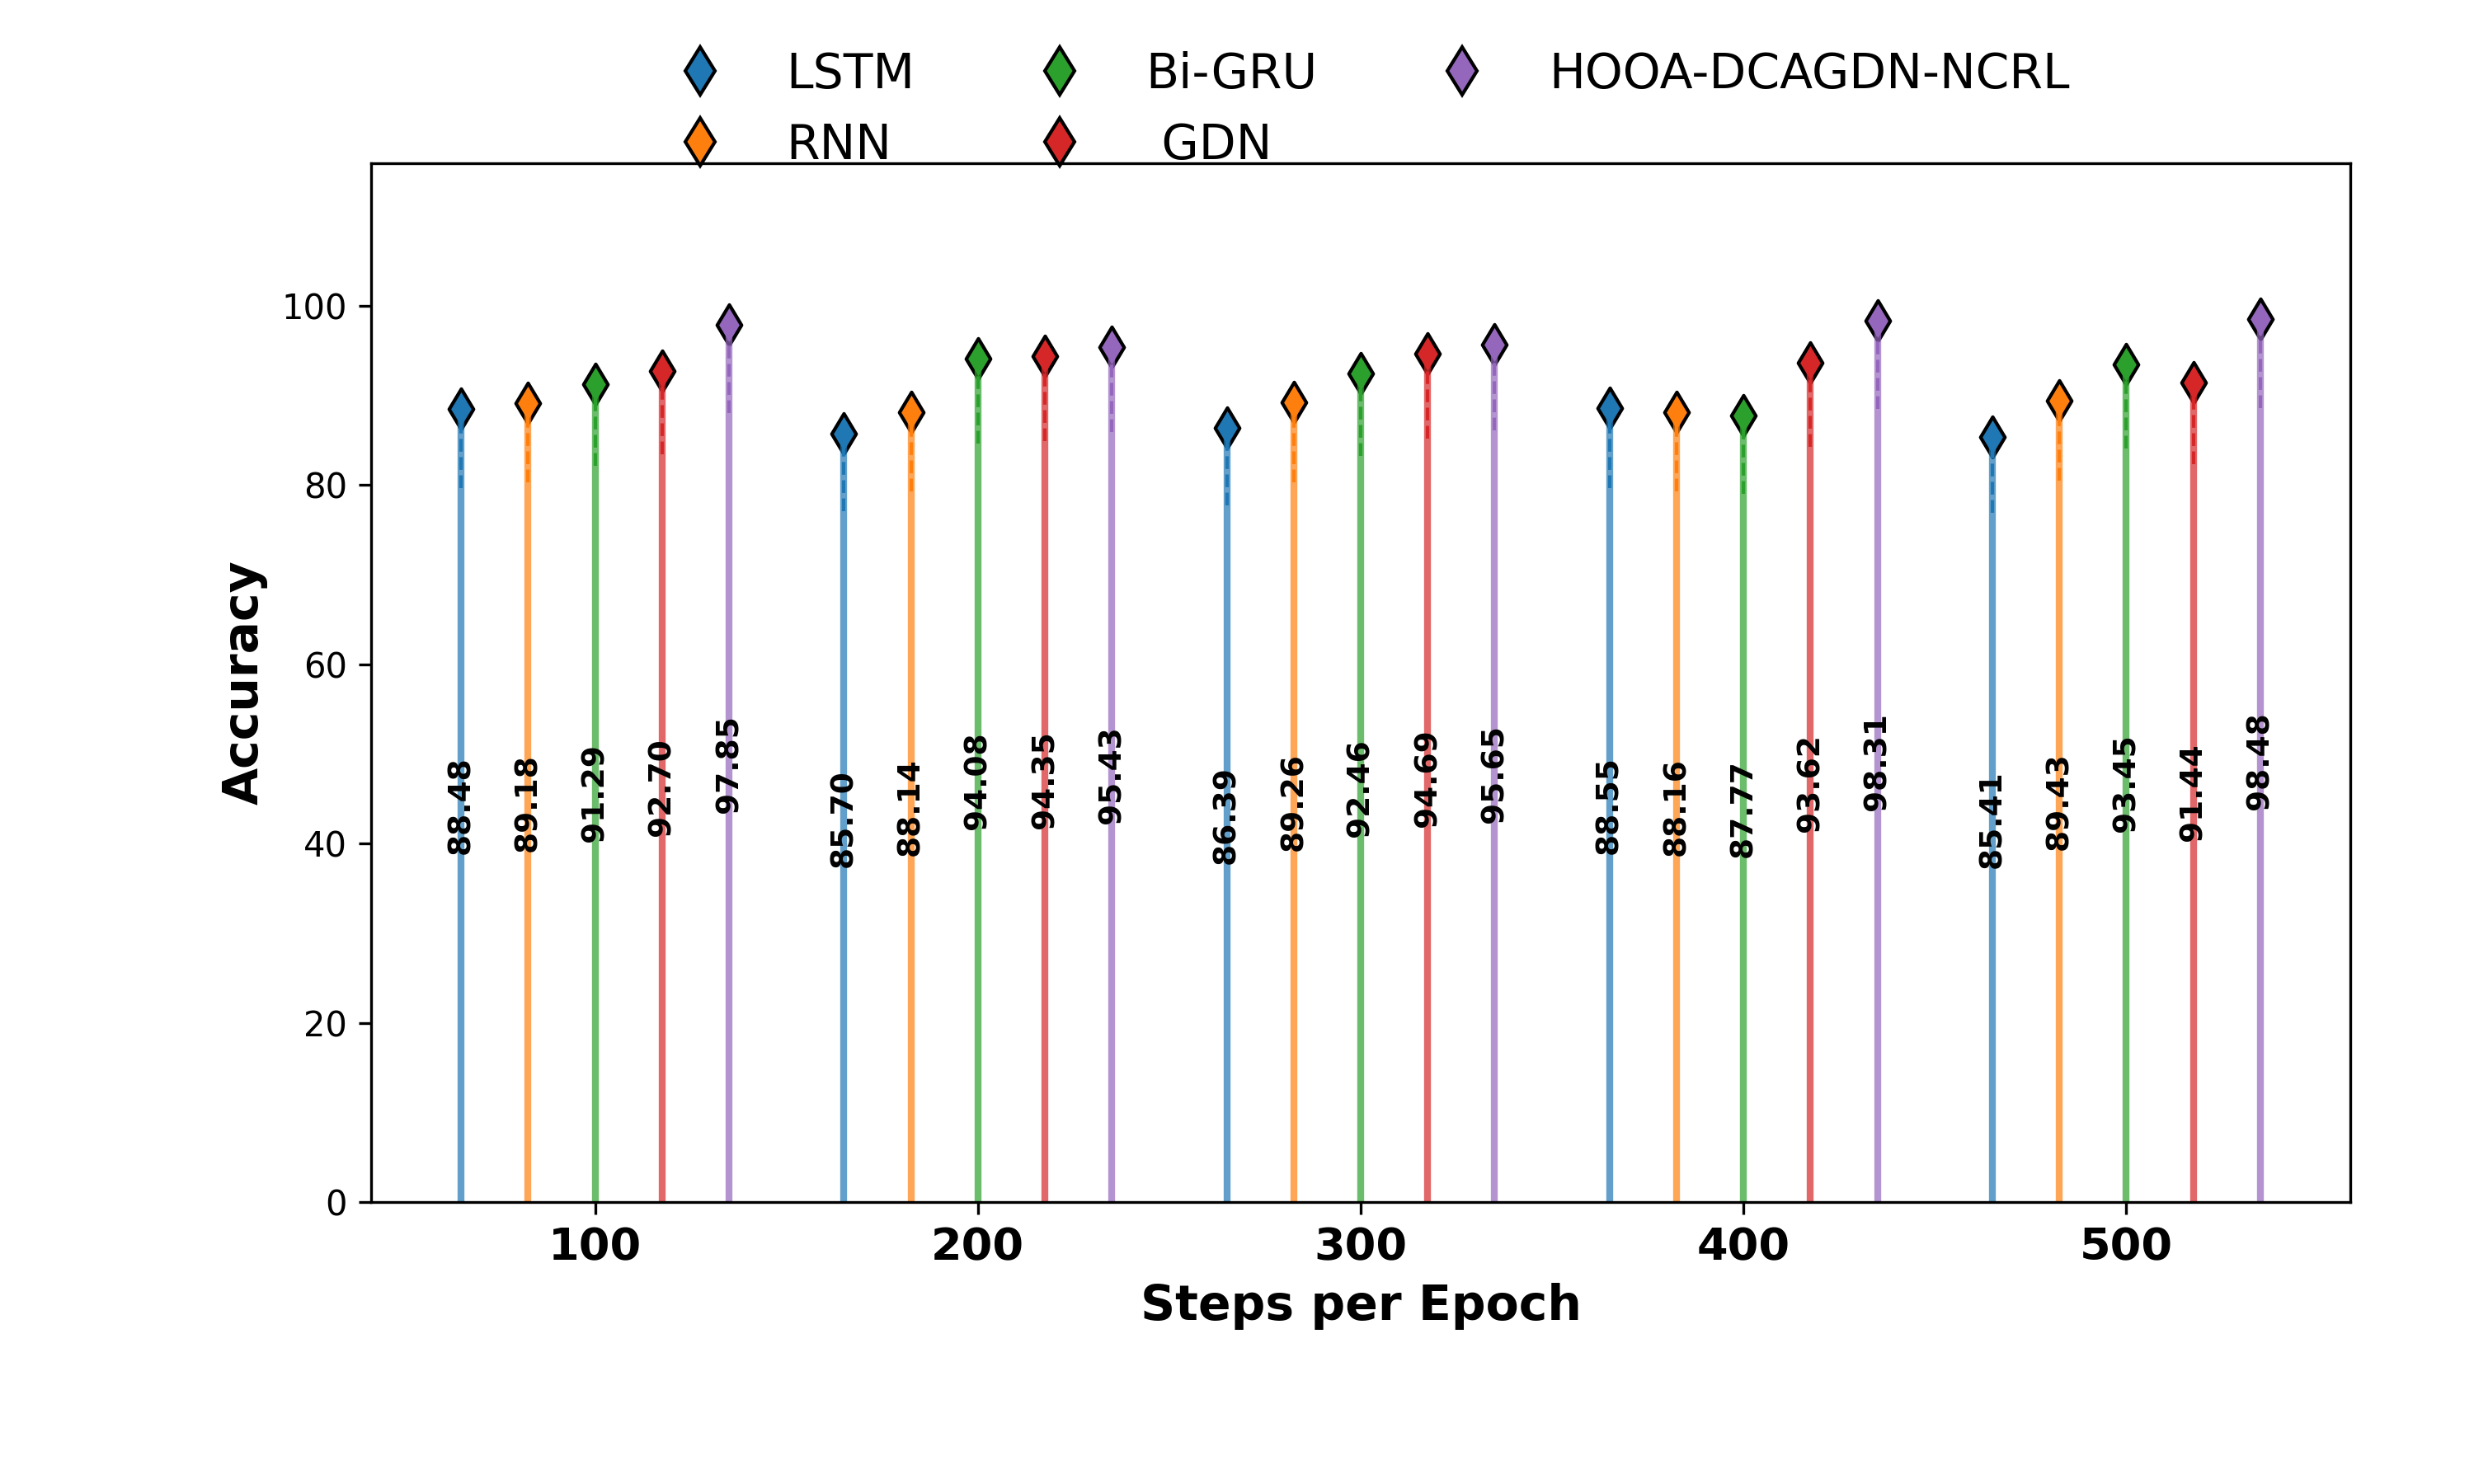 LSTM Bi-GRU HOOA-DCAGDN-NCRL
RNN GDN
Accuracy
100
80
60
40
20
0
88.48 89.18 91.29 92.70 97.85 85.70 88.14 94.08 94.35 95.43 86.39 89.26 92.46 94.69 95.65 88.55 88.16 87.77 93.62 98.31 85.41 89.43 93.45 91.44 98.48
100 200 300 400 500
Steps per Epoch